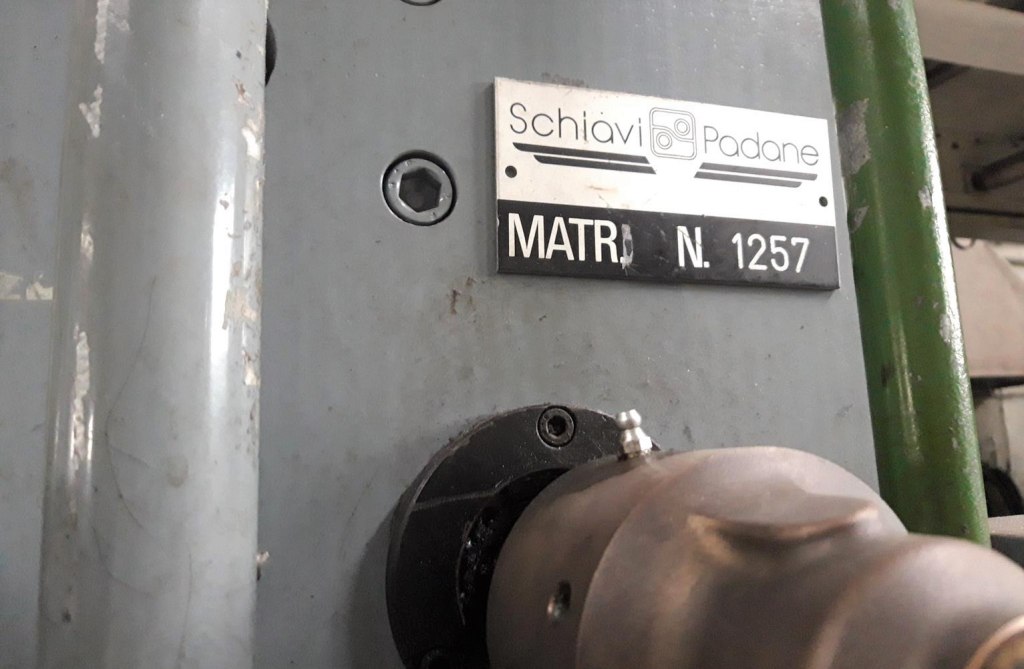 Schiavi Padane
MATR. N. 1257